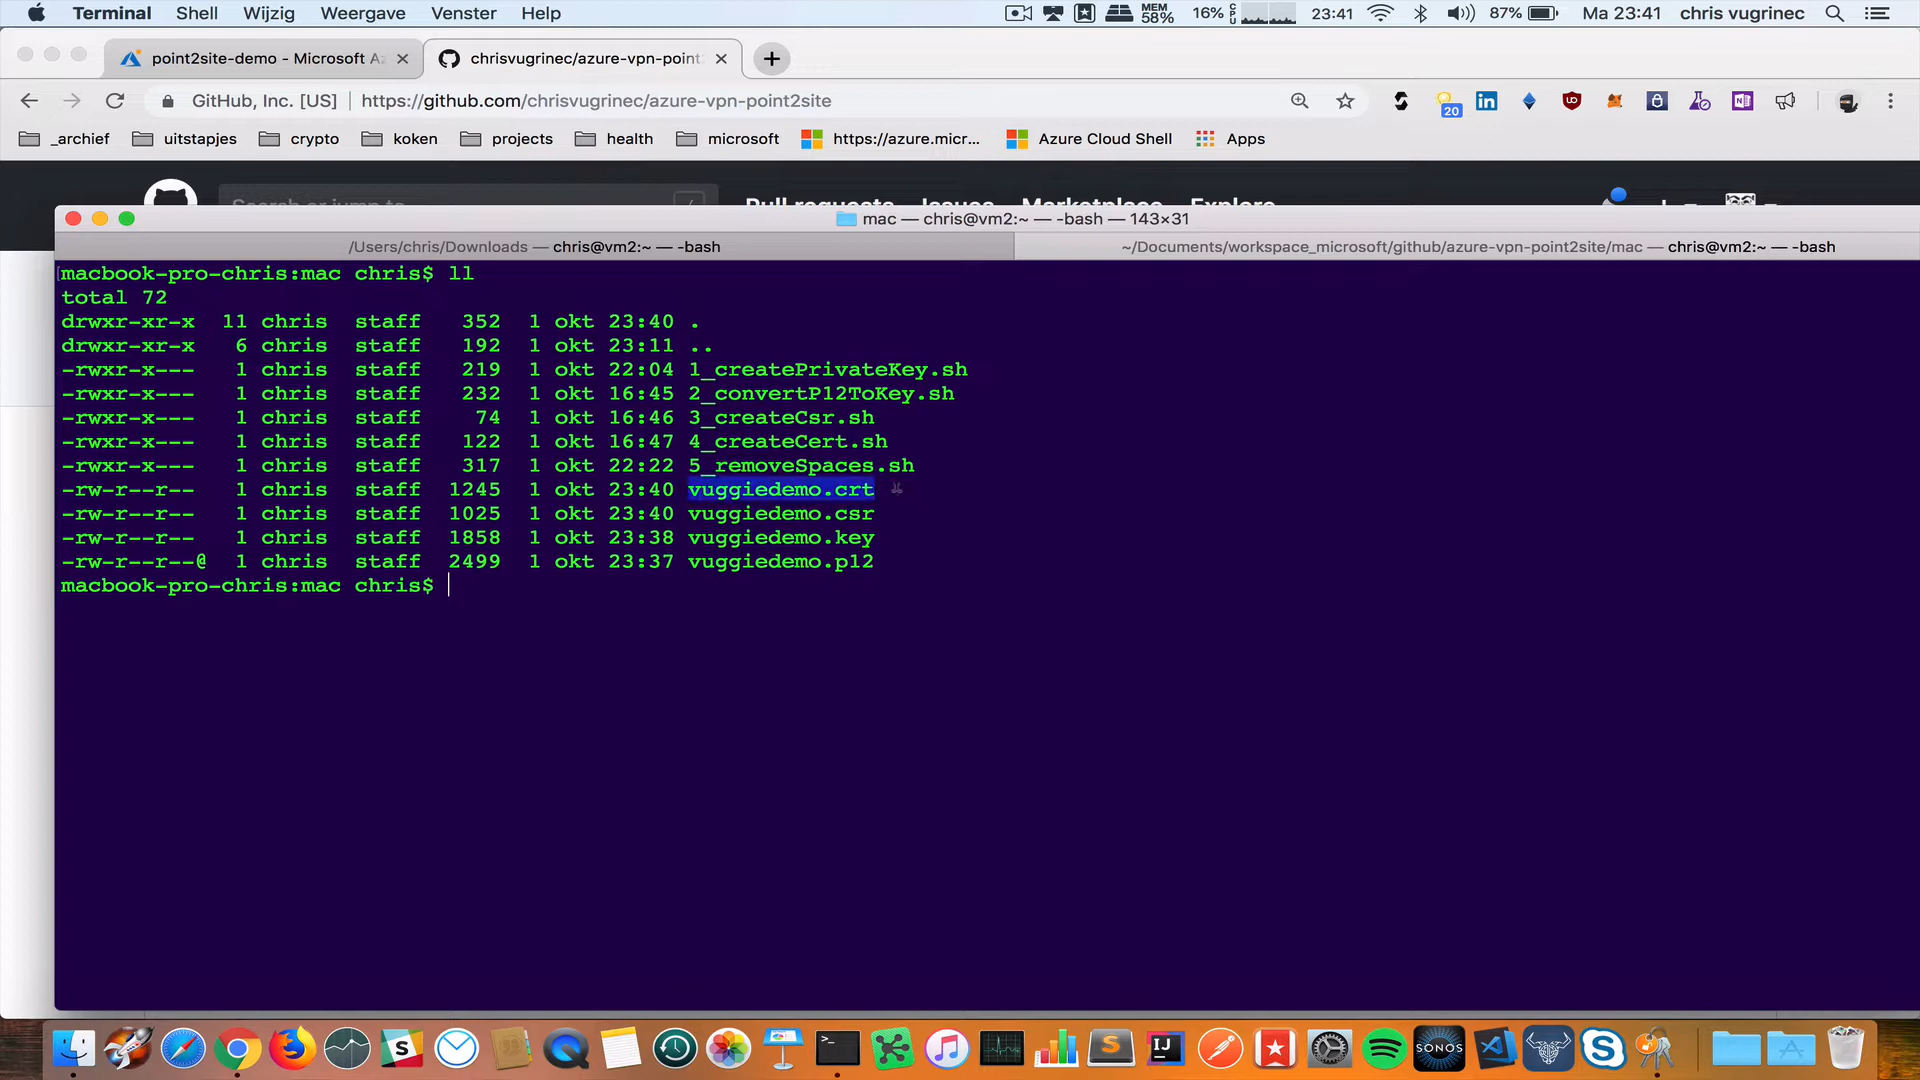 Terminal Shell Wijzig Weergave Venster Help MEM 58% 16% CPU 23:41 87% Ma 23:41 chris vugrinec
point2site-demo - Microsoft Az chrisvugrinec/azure-vpn-point
GitHub, Inc. [US] https://github.com/chrisvugrinec/azure-vpn-point2site 20
_archief uitstapjes crypto koken projects health microsoft https://azure.micr... Azure Cloud Shell Apps
Search or jump to... / Pull requests Issues Marketplace Explore
mac — chris@vm2:~ — -bash — 143×31
/Users/chris/Downloads — chris@vm2:~ — -bash ~/Documents/workspace_microsoft/github/azure-vpn-point2site/mac — chris@vm2:~ — -bash
macbook-pro-chris:mac chris$ ll
total 72
drwxr-xr-x 11 chris staff 352 1 okt 23:40 .
drwxr-xr-x 6 chris staff 192 1 okt 23:11 ..
-rwxr-x--- 1 chris staff 219 1 okt 22:04 1_createPrivateKey.sh
-rwxr-x--- 1 chris staff 232 1 okt 16:45 2_convertP12ToKey.sh
-rwxr-x--- 1 chris staff 74 1 okt 16:46 3_createCsr.sh
-rwxr-x--- 1 chris staff 122 1 okt 16:47 4_createCert.sh
-rwxr-x--- 1 chris staff 317 1 okt 22:22 5_removeSpaces.sh
-rw-r--r-- 1 chris staff 1245 1 okt 23:40 vuggiedemo.crt
-rw-r--r-- 1 chris staff 1025 1 okt 23:40 vuggiedemo.csr
-rw-r--r-- 1 chris staff 1858 1 okt 23:38 vuggiedemo.key
-rw-r--r--@ 1 chris staff 2499 1 okt 23:37 vuggiedemo.p12
macbook-pro-chris:mac chris$
SONOS